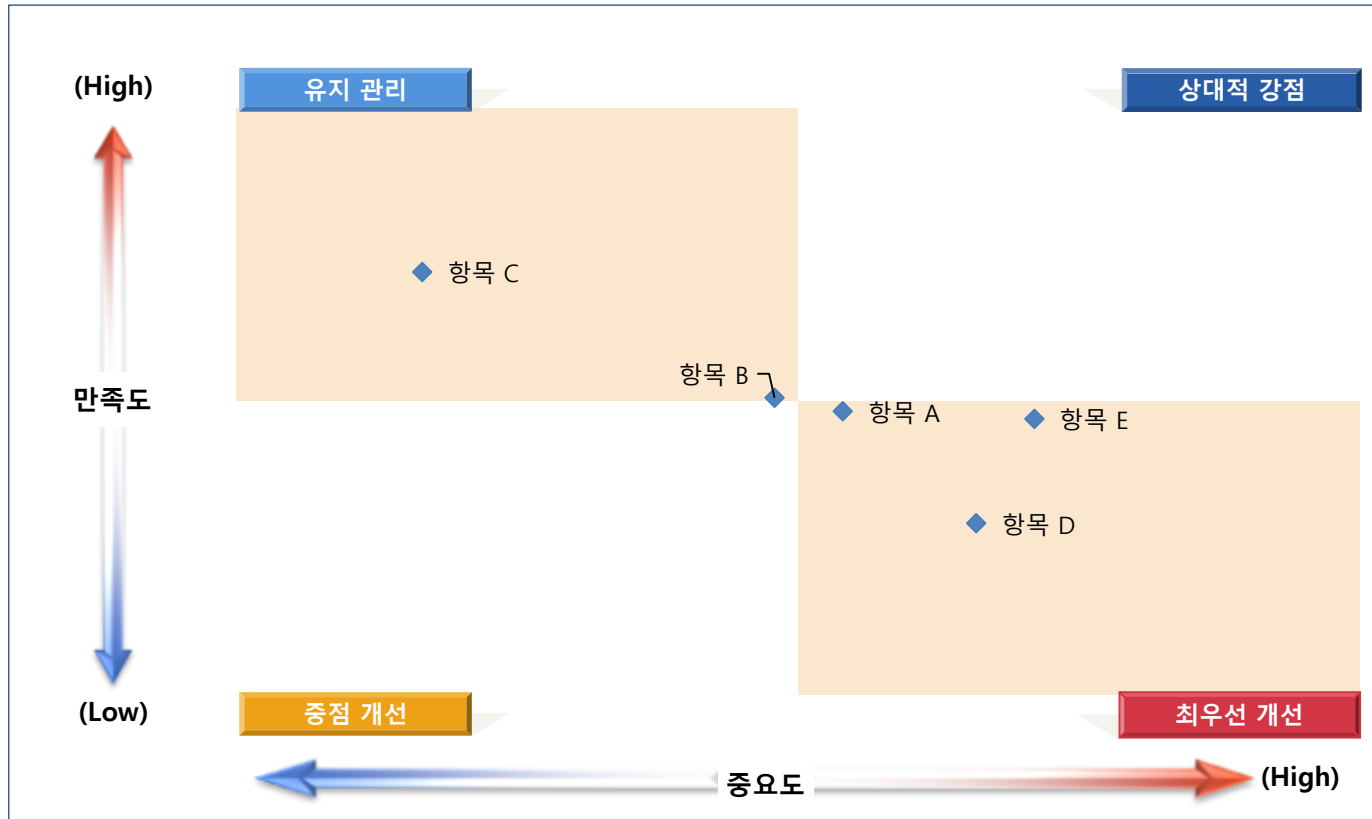 (High)
유지 관리
상대적 강점
항목 C
항목 B
만족도
항목 A
항목 E
항목 D
(Low)
중점 개선
최우선 개선
중요도
(High)